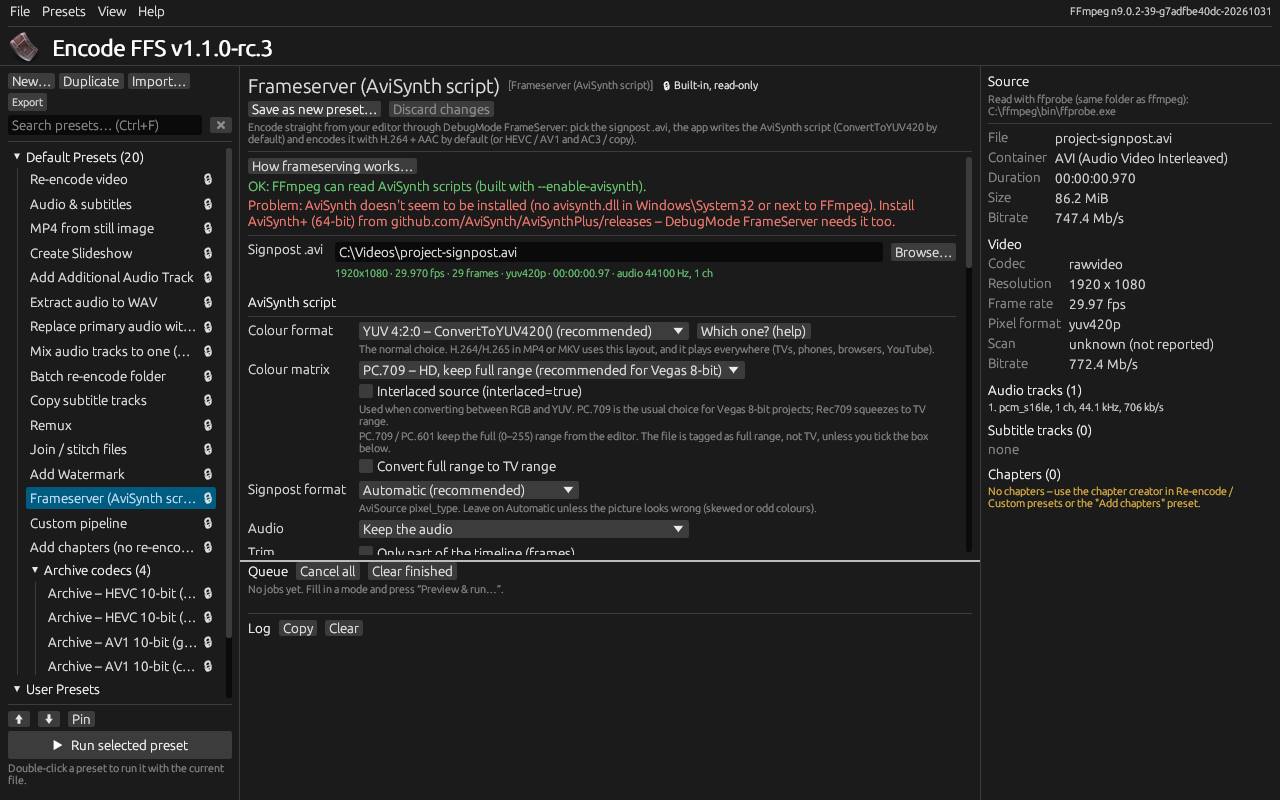 File Presets View Help
FFmpeg n9.0.2-39-g7adfbe40dc-20261031
Encode FFS v1.1.0-rc.3
New... Duplicate Import...
Export
Search presets... (Ctrl+F)
Default Presets (20)
Re-encode video
Audio & subtitles
MP4 from still image
Create Slideshow
Add Additional Audio Track
Extract audio to WAV
Replace primary audio wit...
Mix audio tracks to one (...
Batch re-encode folder
Copy subtitle tracks
Remux
Join / stitch files
Add Watermark
Frameserver (AviSynth scr...
Custom pipeline
Add chapters (no re-enco...
Archive codecs (4)
Archive – HEVC 10-bit (...
Archive – HEVC 10-bit (...
Archive – AV1 10-bit (g...
Archive – AV1 10-bit (c...
User Presets
Pin
Run selected preset
Double-click a preset to run it with the current
file.
Frameserver (AviSynth script) [Frameserver (AviSynth script)] Built-in, read-only
Save as new preset... Discard changes
Encode straight from your editor through DebugMode FrameServer: pick the signpost .avi, the app writes the AviSynth script (ConvertToYUV420 by
default) and encodes it with H.264 + AAC by default (or HEVC / AV1 and AC3 / copy).
How frameserving works...
OK: FFmpeg can read AviSynth scripts (built with --enable-avisynth).
Problem: AviSynth doesn't seem to be installed (no avisynth.dll in Windows\System32 or next to FFmpeg). Install
AviSynth+ (64-bit) from github.com/AviSynth/AviSynthPlus/releases – DebugMode FrameServer needs it too.
Signpost .avi C:\Videos\project-signpost.avi Browse...
1920x1080 · 29.970 fps · 29 frames · yuv420p · 00:00:00.97 · audio 44100 Hz, 1 ch
AviSynth script
Colour format YUV 4:2:0 – ConvertToYUV420() (recommended) Which one? (help)
The normal choice. H.264/H.265 in MP4 or MKV uses this layout, and it plays everywhere (TVs, phones, browsers, YouTube).
Colour matrix PC.709 – HD, keep full range (recommended for Vegas 8-bit)
Interlaced source (interlaced=true)
Used when converting between RGB and YUV. PC.709 is the usual choice for Vegas 8-bit projects; Rec709 squeezes to TV
range.
PC.709 / PC.601 keep the full (0–255) range from the editor. The file is tagged as full range, not TV, unless you tick the box
below.
Convert full range to TV range
Signpost format Automatic (recommended)
AviSource pixel_type. Leave on Automatic unless the picture looks wrong (skewed or odd colours).
Audio Keep the audio
Trim Only part of the timeline (frames)
Queue Cancel all Clear finished
No jobs yet. Fill in a mode and press “Preview & run...”.
Log Copy Clear
Source
Read with ffprobe (same folder as ffmpeg):
C:\ffmpeg\bin\ffprobe.exe
File project-signpost.avi
Container AVI (Audio Video Interleaved)
Duration 00:00:00.970
Size 86.2 MiB
Bitrate 747.4 Mb/s
Video
Codec rawvideo
Resolution 1920 x 1080
Frame rate 29.97 fps
Pixel format yuv420p
Scan unknown (not reported)
Bitrate 772.4 Mb/s
Audio tracks (1)
1. pcm_s16le, 1 ch, 44.1 kHz, 706 kb/s
Subtitle tracks (0)
none
Chapters (0)
No chapters – use the chapter creator in Re-encode /
Custom presets or the "Add chapters" preset.